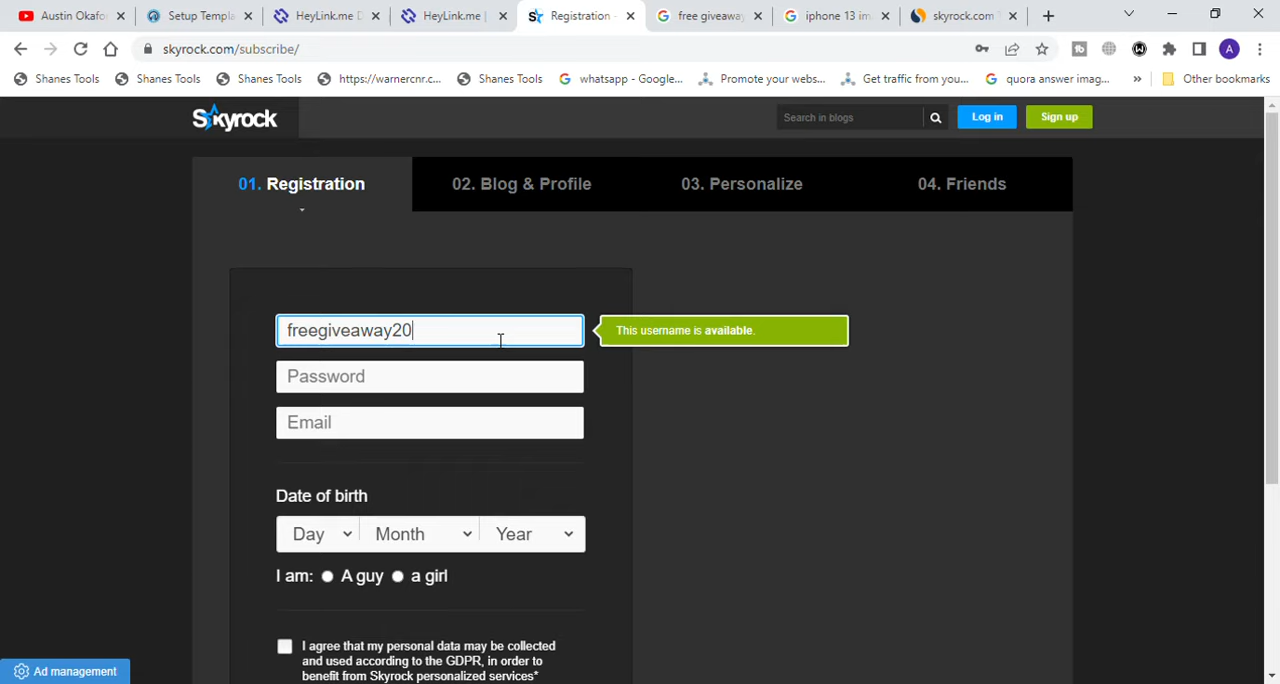 Austin Okafo
Setup Templa
HeyLink.me D
HeyLink.me |
Registration -
free giveaway
iphone 13 im
skyrock.com T
skyrock.com/subscribe/
A
Shanes Tools
Shanes Tools
Shanes Tools
https://warnercnr.c...
Shanes Tools
whatsapp - Google...
Promote your webs...
Get traffic from you...
quora answer imag...
»
Other bookmarks
Skyrock
Search in blogs
Log in
Sign up
01. Registration
02. Blog & Profile
03. Personalize
04. Friends
freegiveaway20
This username is available.
Password
Email
Date of birth
Day
Month
Year
I am: A guy a girl
I agree that my personal data may be collected
and used according to the GDPR, in order to
benefit from Skyrock personalized services*
Ad management